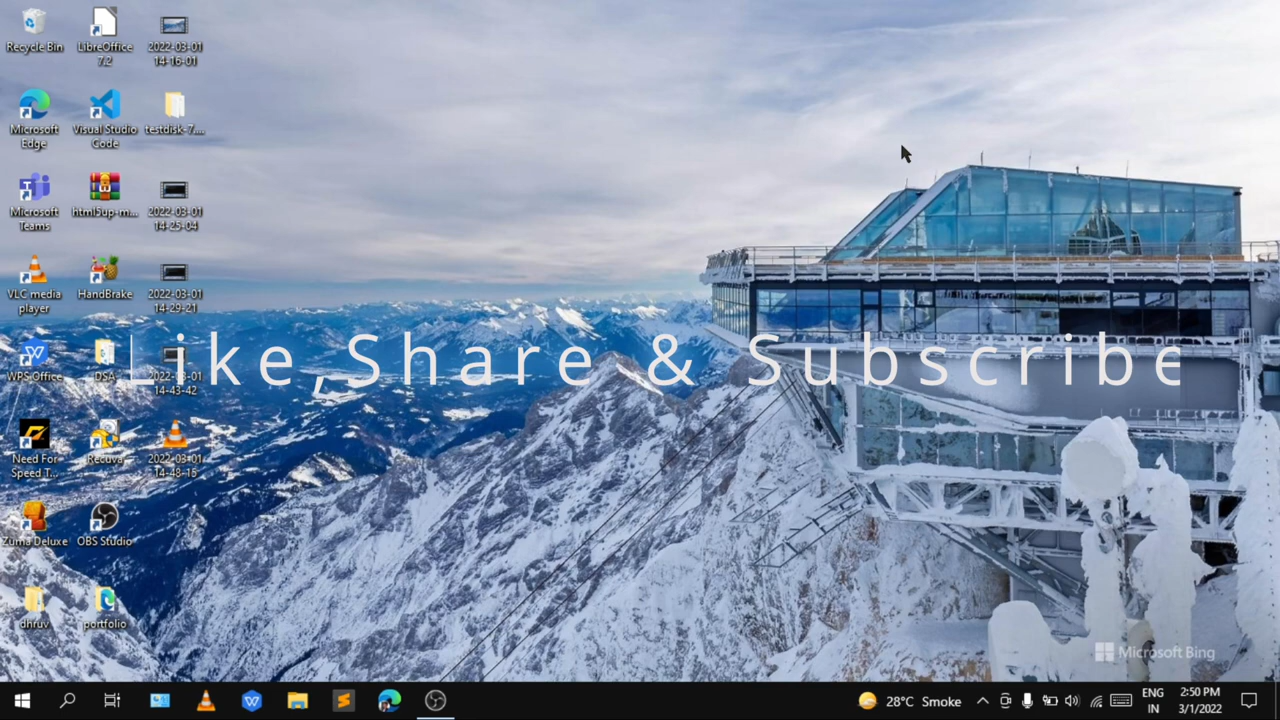 Recycle Bin
LibreOffice
7.2
2022-03-01
14-16-01
Microsoft
Edge
Visual Studio
Code
testdisk-7....
Microsoft
Teams
html5up-m...
2022-03-01
14-25-04
VLC media
player
HandBrake
2022-03-01
14-29-21
Like,Share & Subscribe
WPS Office
DSA
2022-03-01
14-43-42
Need For
Speed T...
Recuva
2022-03-01
14-48-15
Zuma Deluxe
OBS Studio
dhruv
portfolio
Microsoft Bing
28°C Smoke
ENG
IN
2:50 PM
3/1/2022